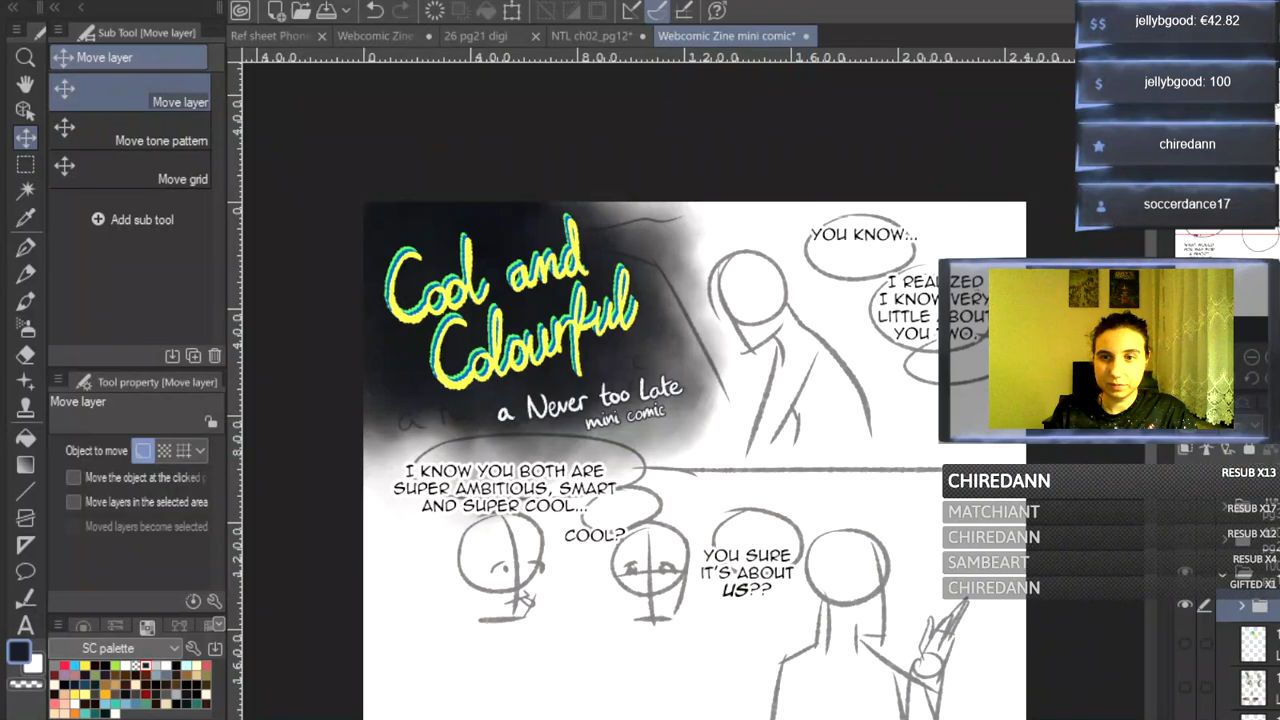 Sub Tool [Move layer]
Move layer
Move layer
Move tone pattern
Move grid
Add sub tool
Tool property [Move layer]
Move layer
Object to move
Move the object at the clicked
Move layers in the selected area
Moved layers become selected
SC palette
Ref sheet Phon
Webcomic Zine
26 pg21 digi
NTL ch02_pg12*
Webcomic Zine mini comic*
Cool and
Colourful
a Never too Late
mini comic
YOU KNOW...
I REALIZED
I KNOW VERY
LITTLE ABOUT
YOU TWO.
I KNOW YOU BOTH ARE
SUPER AMBITIOUS, SMART
AND SUPER COOL...
COOL?
YOU SURE
IT'S ABOUT
US??
jellybgood: €42.82
jellybgood: 100
chiredann
soccerdance17
CHIREDANN RESUB X13
MATCHIANT RESUB X17
CHIREDANN RESUB X12
SAMBEART RESUB X4
CHIREDANN GIFTED X1